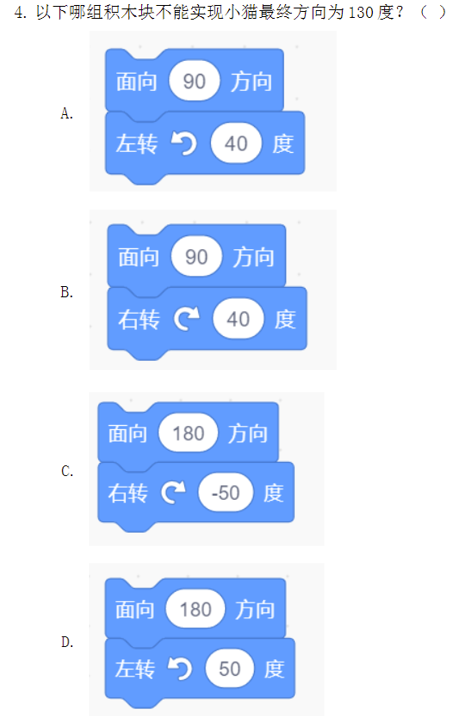 4. 以下哪组积木块不能实现小猫最终方向为 130 度？（ ）
A.
面向 90 方向
左转 40 度
B.
面向 90 方向
右转 40 度
C.
面向 180 方向
右转 -50 度
D.
面向 180 方向
左转 50 度